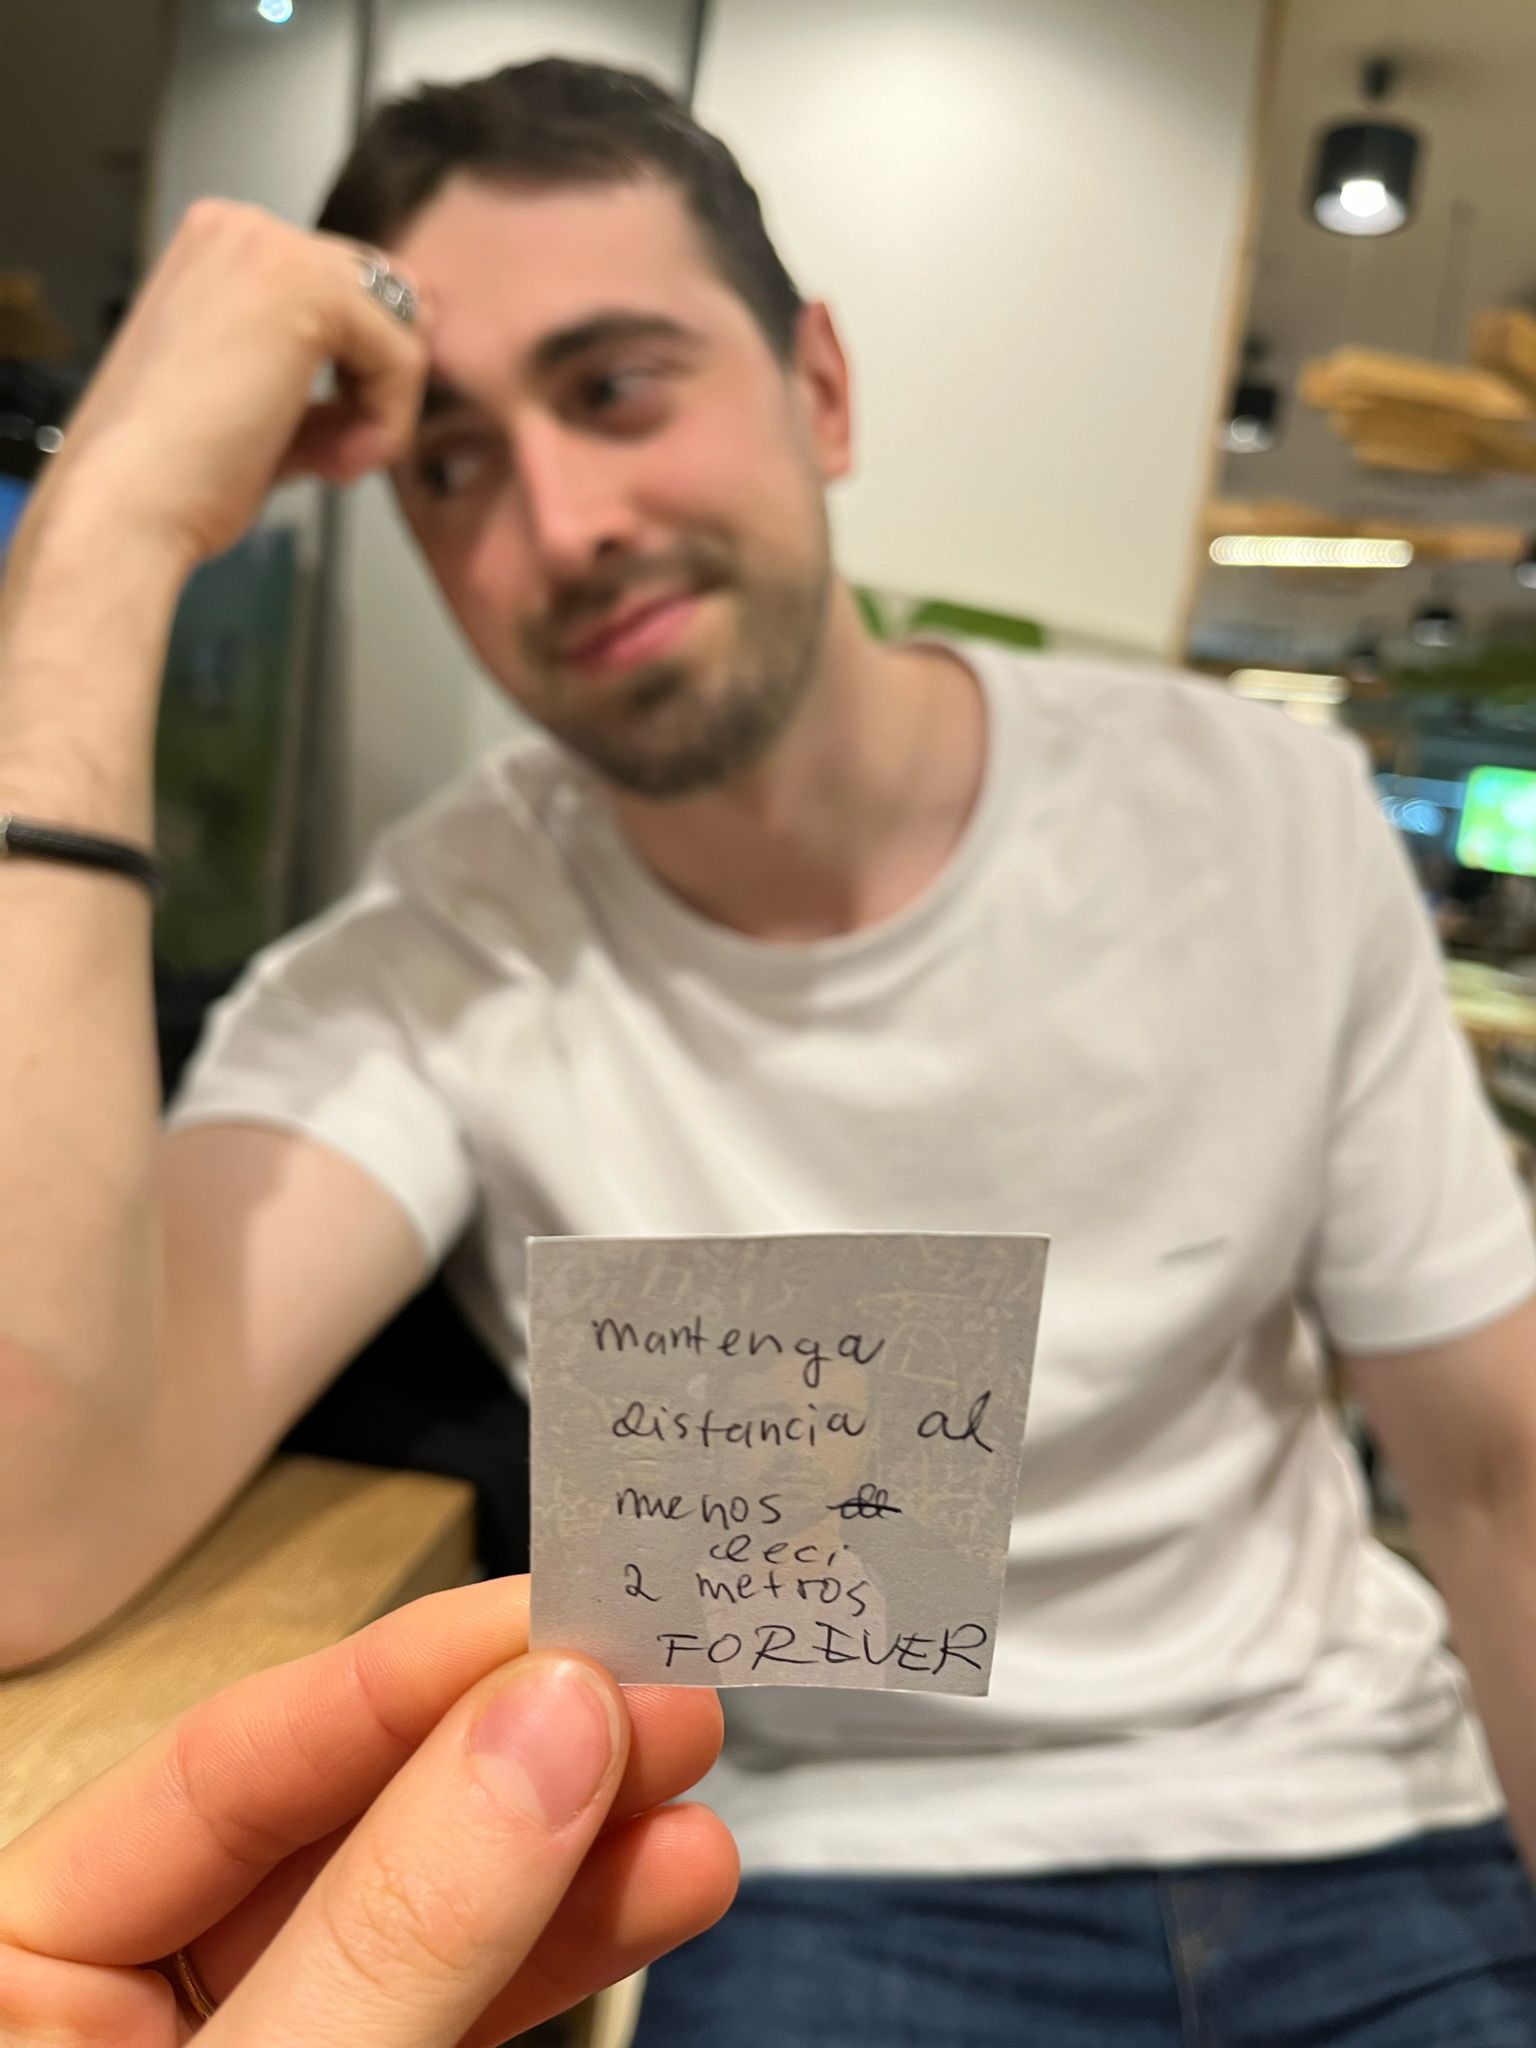 mantenga
distancia al
menos
deci
2 metros
FOREVER